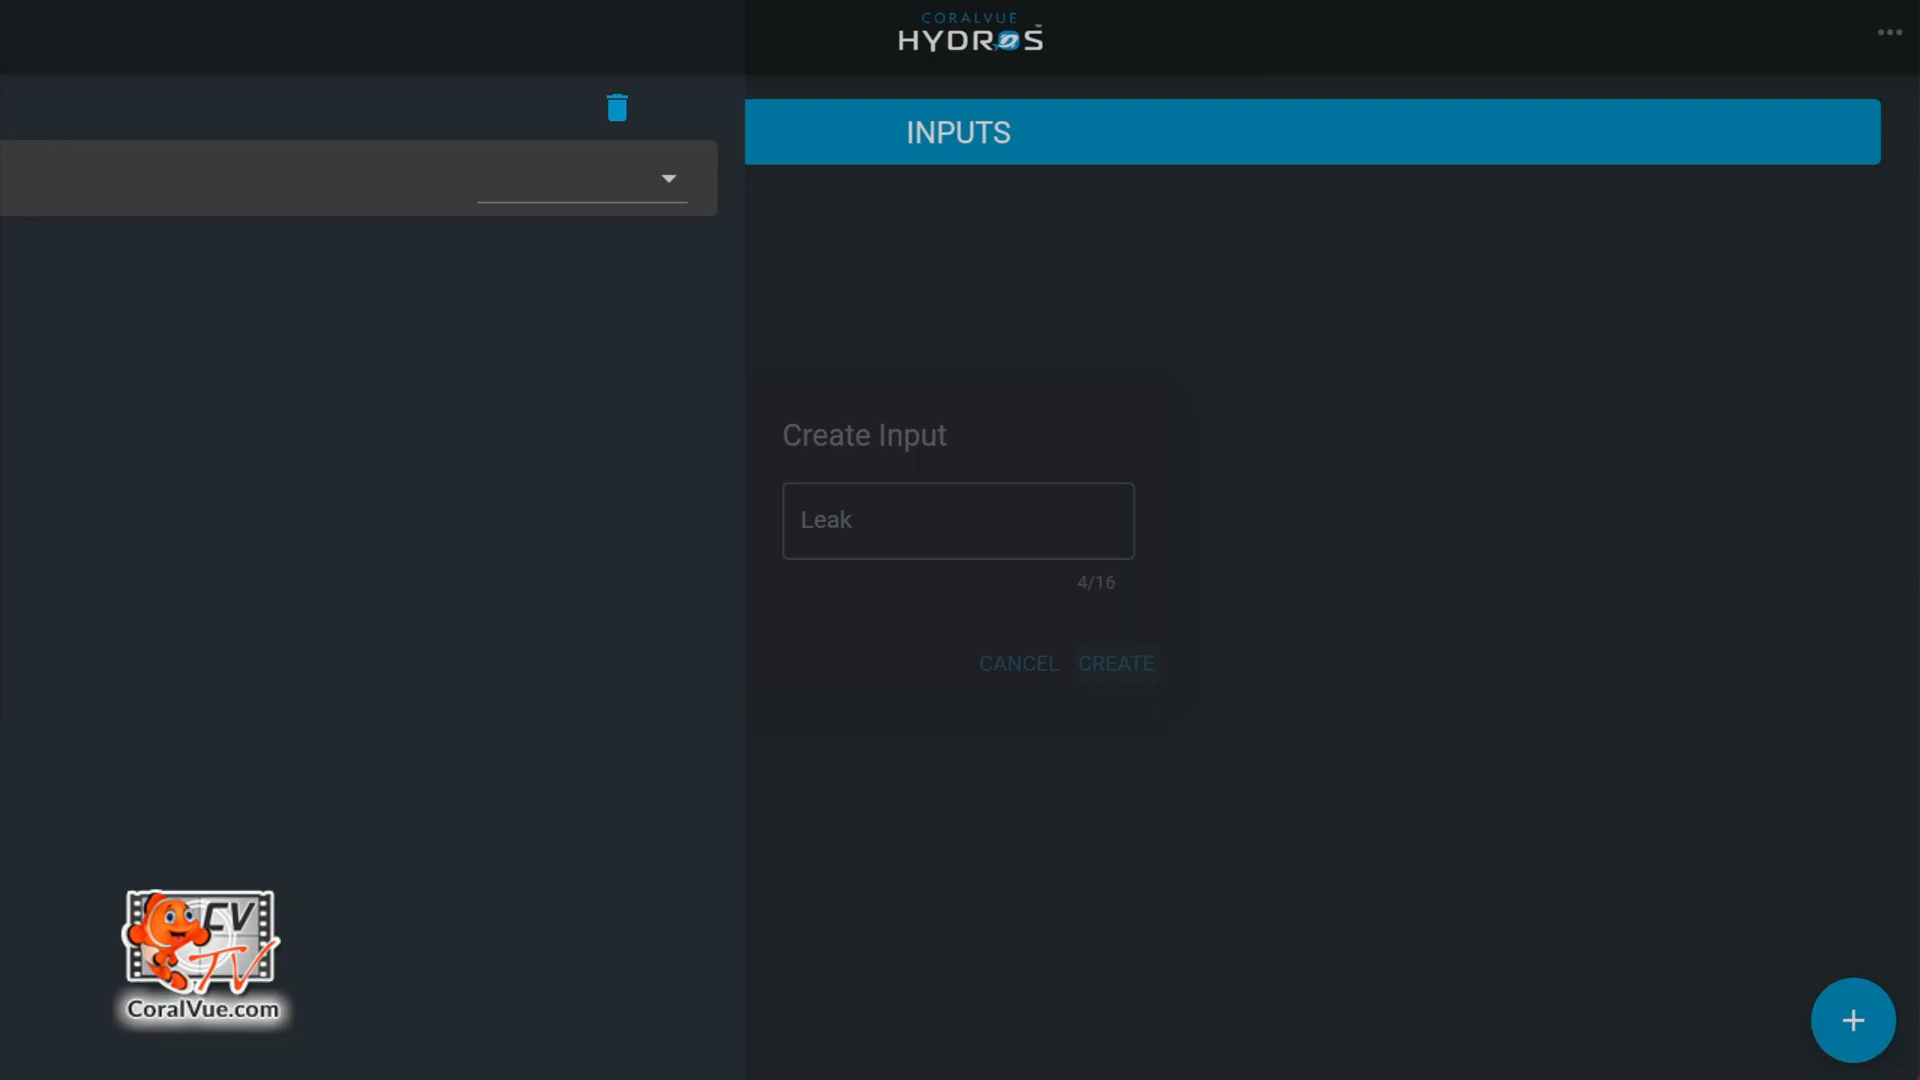 CORALVUE
HYDROS
INPUTS
Create Input
Leak
4/16
CANCEL CREATE
CV
TV
CoralVue.com